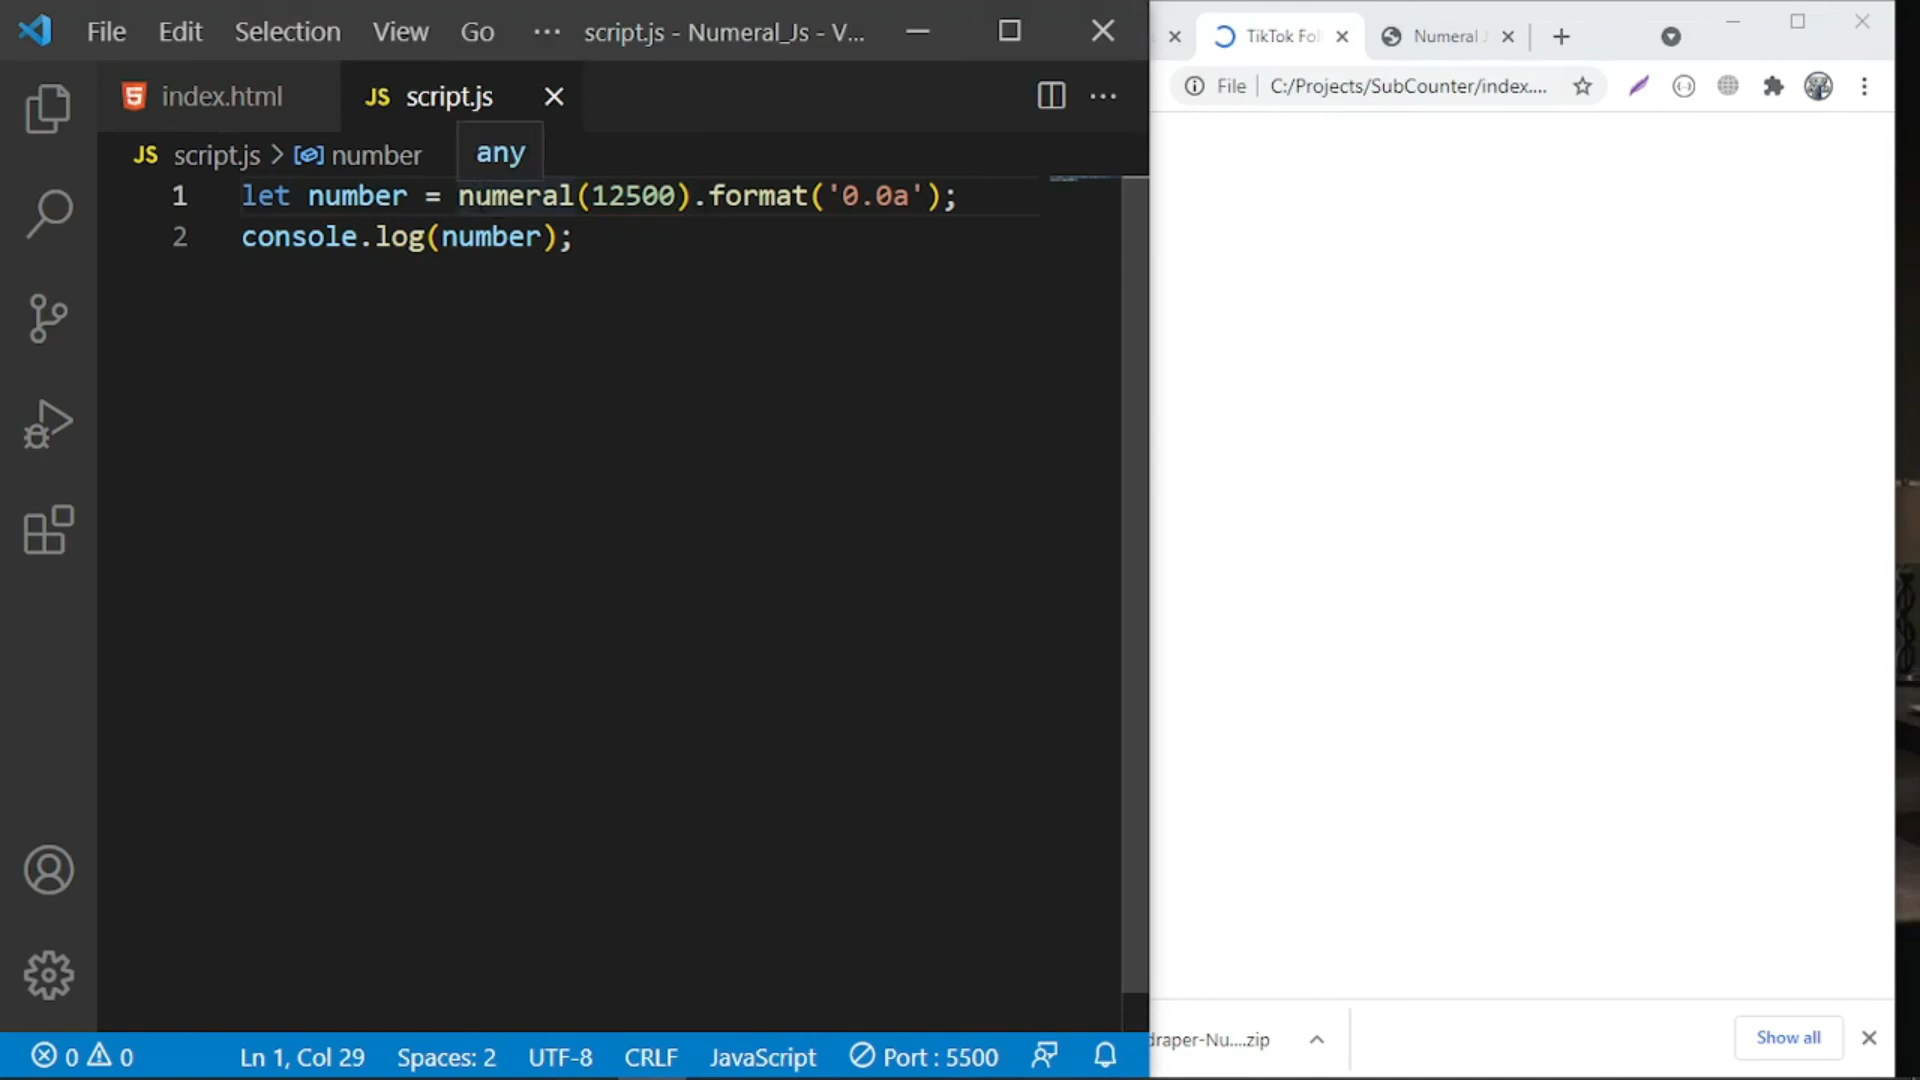 File Edit Selection View Go ··· script.js - Numeral_Js - V...
index.html
JS script.js
JS script.js > number
any
1 let number = numeral(12500).format('0.0a');
2 console.log(number);
0 0 Ln 1, Col 29 Spaces: 2 UTF-8 CRLF JavaScript Port : 5500
TikTok Fol
Numeral
File C:/Projects/SubCounter/index....
draper-Nu....zip
Show all